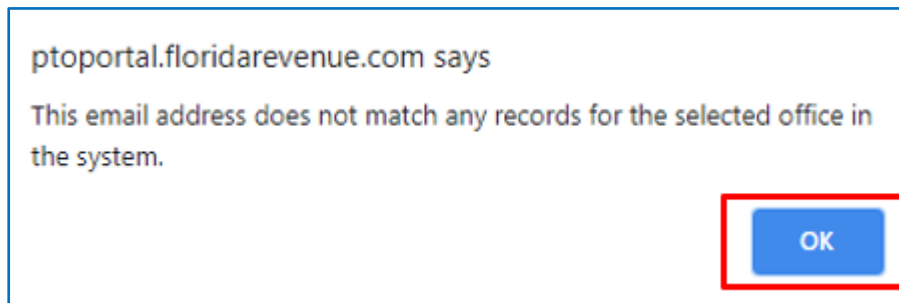 ptoportal.floridarevenue.com says
This email address does not match any records for the selected office in
the system.
OK